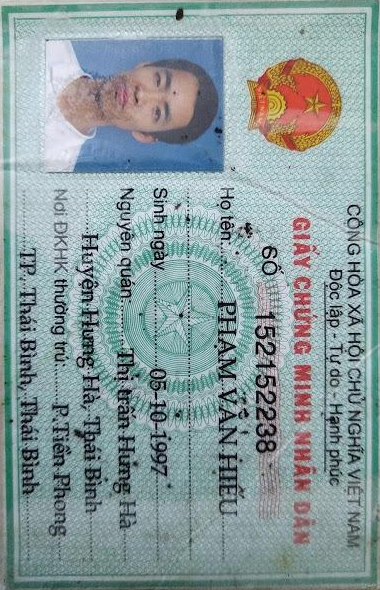 CỘNG HÒA XÃ HỘI CHỦ NGHĨA VIỆT NAM
Độc lập - Tự do - Hạnh phúc
GIẤY CHỨNG MINH NHÂN DÂN
SỐ 152152238
Họ tên: PHẠM VĂN HIẾU
Sinh ngày 05-10-1997
Nguyên quán Thị trấn Hưng Hà
Huyện Hưng Hà, Thái Bình
Nơi ĐKHK thường trú: P. Tiền Phong
TP. Thái Bình, Thái Bình